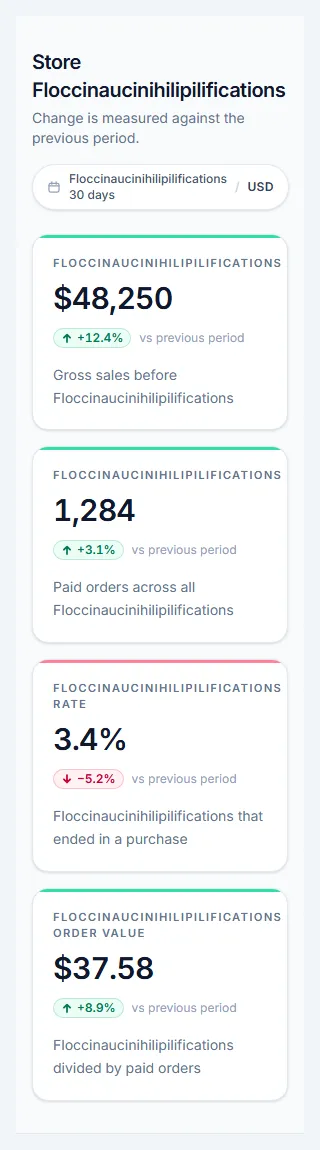 Store
Floccinaucinihilipilifications
Change is measured against the
previous period.
Floccinaucinihilipilifications
30 days
/
USD
FLOCCINAUCINIHILIPILIFICATIONS
$48,250
↑ +12.4% vs previous period
Gross sales before
Floccinaucinihilipilifications
FLOCCINAUCINIHILIPILIFICATIONS
1,284
↑ +3.1% vs previous period
Paid orders across all
Floccinaucinihilipilifications
FLOCCINAUCINIHILIPILIFICATIONS
RATE
3.4%
↓ −5.2% vs previous period
Floccinaucinihilipilifications that
ended in a purchase
FLOCCINAUCINIHILIPILIFICATIONS
ORDER VALUE
$37.58
↑ +8.9% vs previous period
Floccinaucinihilipilifications
divided by paid orders